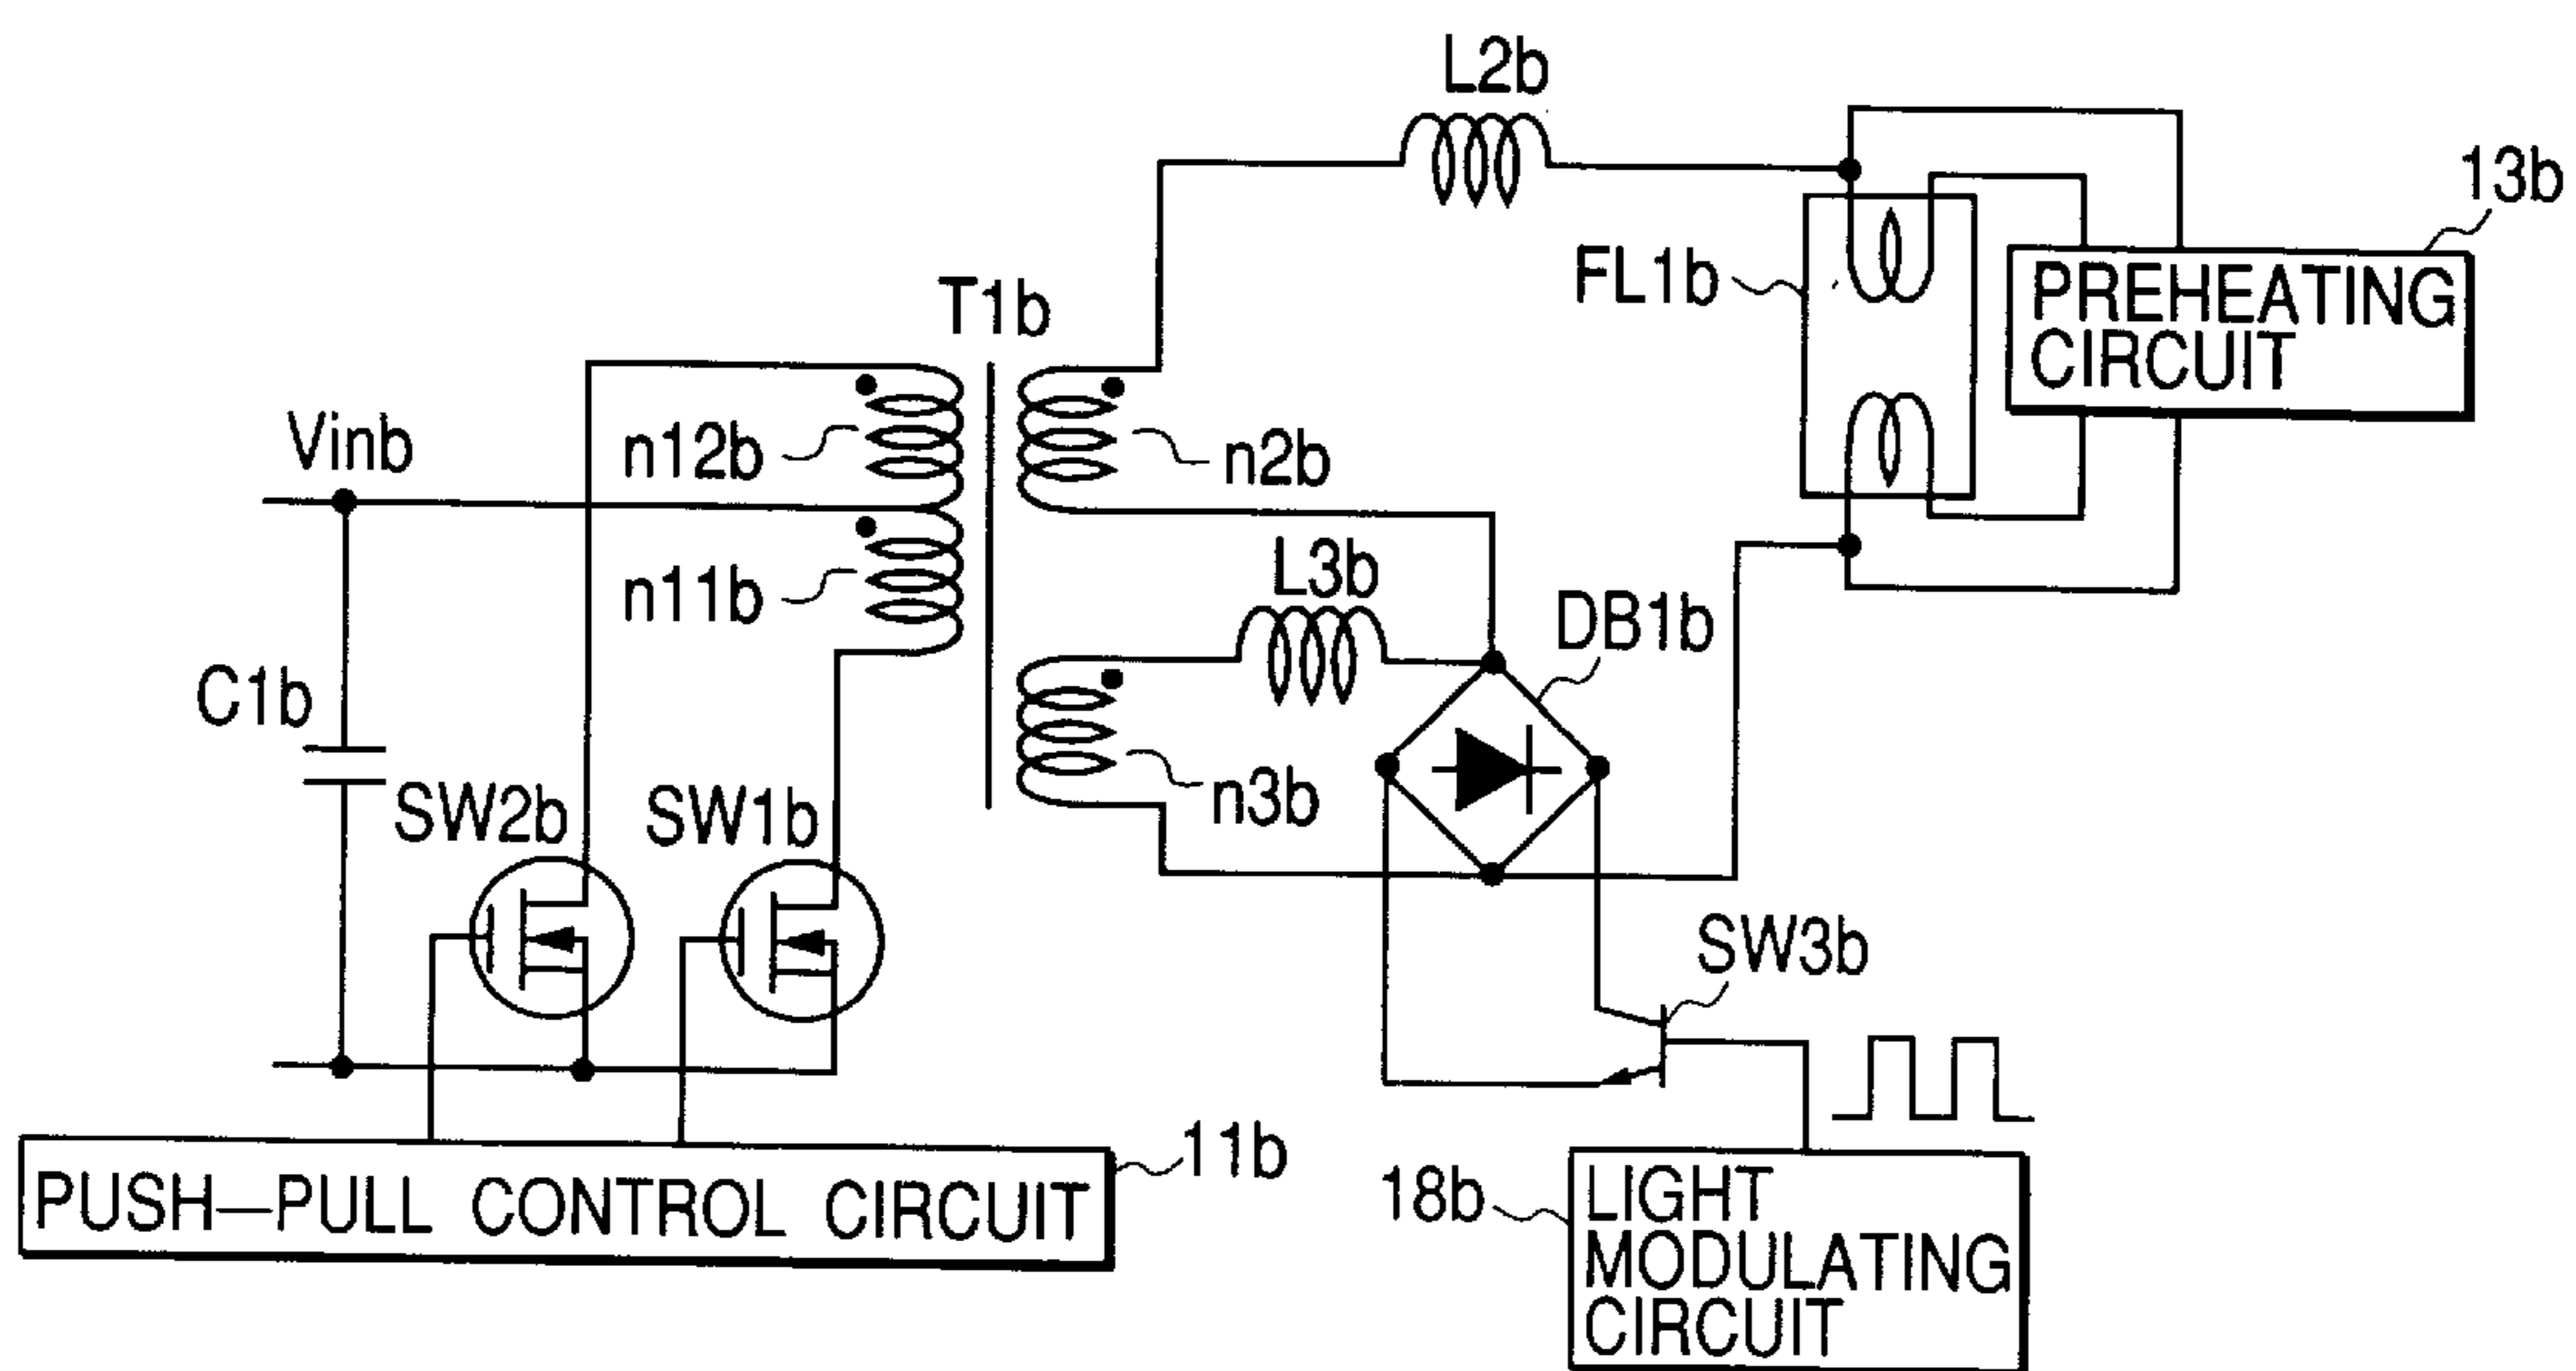 L2b
13b
FL1b
PREHEATING
CIRCUIT
T1b
Vinb
n12b
n2b
n11b
L3b
DB1b
C1b
n3b
SW2b
SW1b
SW3b
11b
PUSH—PULL CONTROL CIRCUIT
18b
LIGHT
MODULATING
CIRCUIT